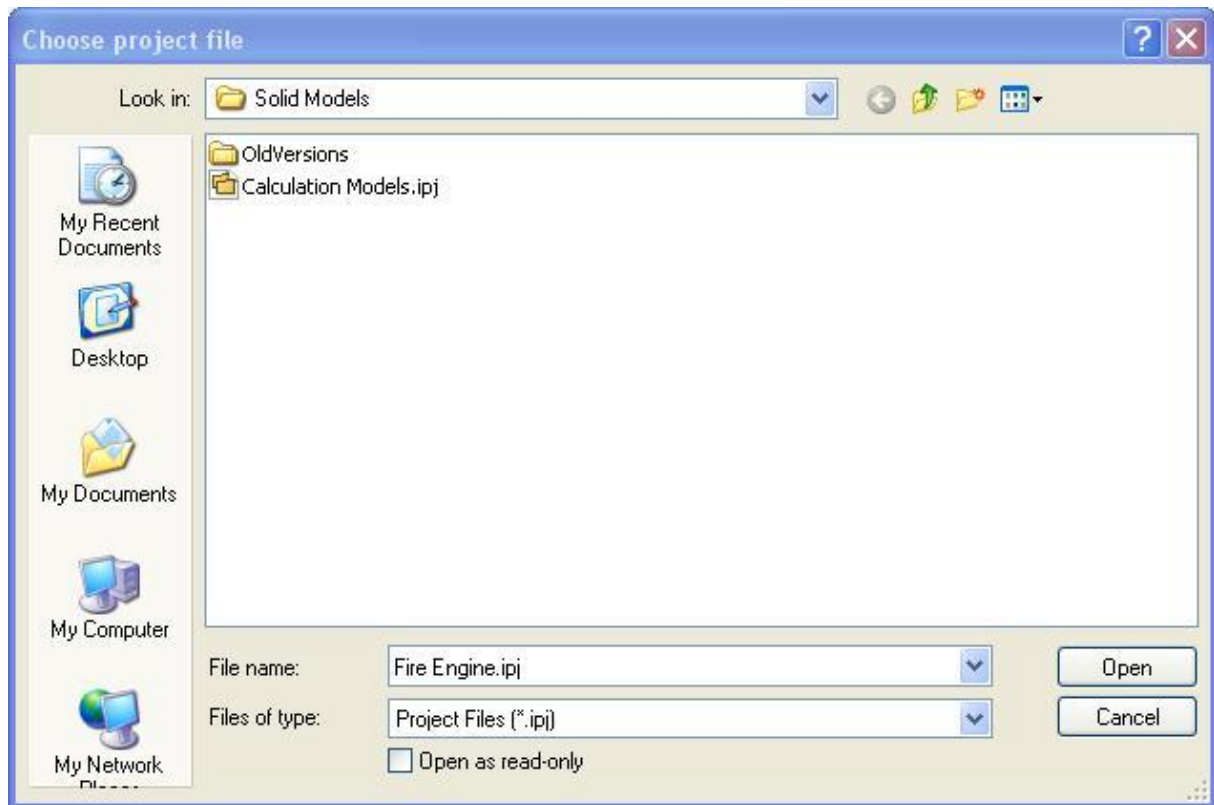 Choose project file
Look in:
Solid Models
OldVersions
Calculation Models.ipj
My Recent
Documents
Desktop
My Documents
My Computer
My Network
File name:
Fire Engine.ipj
Open
Files of type:
Project Files (*.ipj)
Cancel
Open as read-only